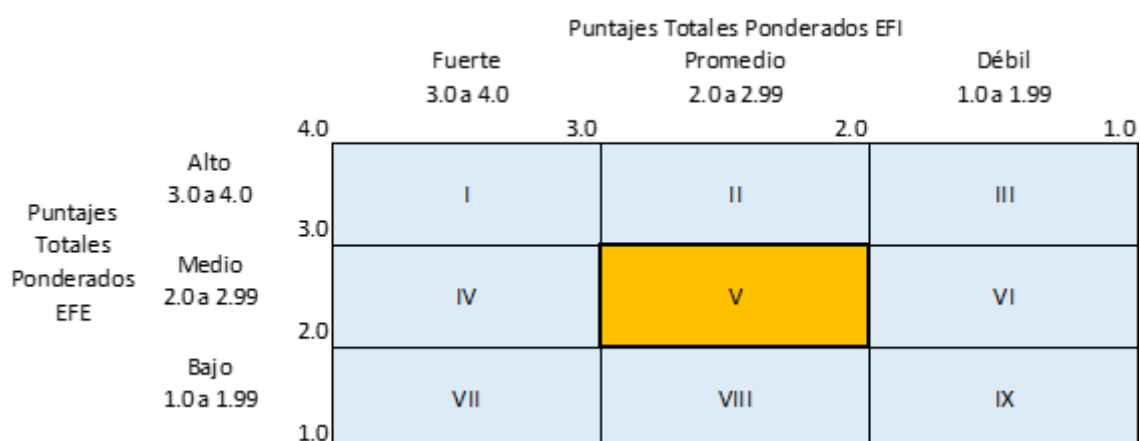 Puntajes Totales Ponderados EFI
Fuerte Promedio Débil
3.0 a 4.0 2.0 a 2.99 1.0 a 1.99
4.0 3.0 2.0 1.0
Alto
3.0 a 4.0
I II III
3.0
Puntajes
Totales
Ponderados
EFE
Medio
2.0 a 2.99
IV V VI
2.0
Bajo
1.0 a 1.99
VII VIII IX
1.0